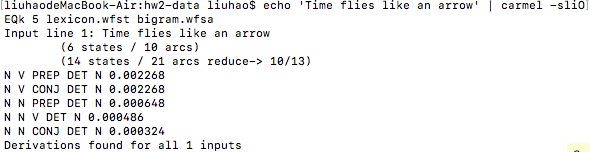 [liuhaodeMacBook-Air:hw2-data liuhao$ echo 'Time flies like an arrow' | carmel -sliO]
EQk 5 lexicon.wfst bigram.wfsa
Input line 1: Time flies like an arrow
(6 states / 10 arcs)
(14 states / 21 arcs reduce-> 10/13)
N V PREP DET N 0.002268
N V CONJ DET N 0.002268
N N PREP DET N 0.000648
N N V DET N 0.000486
N N CONJ DET N 0.000324
Derivations found for all 1 inputs